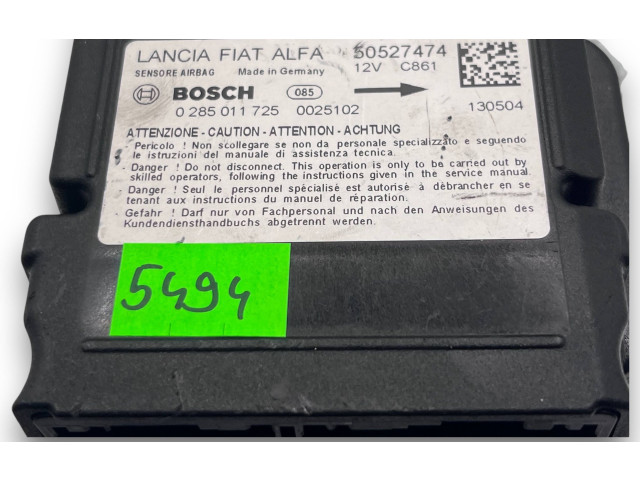 LANCIA FIAT ALFA 50527474
SENSORE AIRBAG Made in Germany 12V C861
BOSCH 085
0 285 011 725 0025102 130504
ATTENZIONE - CAUTION - ATTENTION - ACHTUNG
- Pericolo ! Non scollegare se non da personale specializzato e seguendo
le istruzioni del manuale di assistenza tecnica.
- Danger ! Do not disconnect. This operation is only to be carried out by
skilled operators, following the instructions given in the service manual.
- Danger ! Seul le personnel spécialisé est autorisé à débrancher en se
tenant aux instructions du manuel de réparation.
- Gefahr ! Darf nur von Fachpersonal und nach den Anweisungen des
Kundendiensthandbuchs abgetrennt werden.
5494